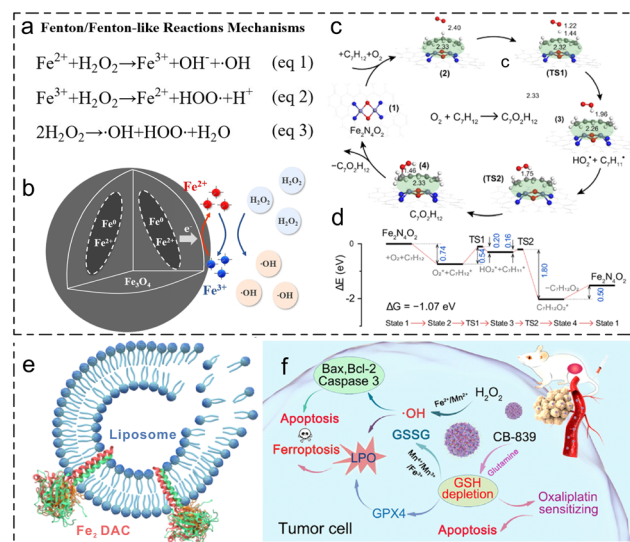 a Fenton/Fenton-like Reactions Mechanisms
Fe²⁺+H₂O₂→Fe³⁺+OH⁻+·OH (eq 1)
Fe³⁺+H₂O₂→Fe²⁺+HOO·+H⁺ (eq 2)
2H₂O₂→·OH+HOO·+H₂O (eq 3)
b
Fe⁰
Fe²⁺
Fe⁰
Fe²⁺
e⁻
Fe₃O₄
Fe²⁺
Fe³⁺
H₂O₂
H₂O₂
H₂O₂
·OH
·OH
·OH
c
+C₇H₁₂+O₂
2.40
2.33
(2)
1.22
1.44
2.32
(TS1)
c
2.33
(1)
Fe₂N₄O₂
O₂ + C₇H₁₂ → C₇O₂H₁₂
1.96
(3)
2.26
HO₂• + C₇H₁₁•
−C₇O₂H₁₂
1.46
(4)
2.33
C₇O₂H₁₂
(TS2)
1.75
d
ΔE (eV)
0
-2
Fe₂N₄O₂
+O₂+C₇H₁₂
0.74
O₂*+C₇H₁₂*
TS1
0.54
0.20
0.16
HO₂*+C₇H₁₁*
TS2
1.80
−C₇H₁₂O₂
C₇H₁₂O₂*
Fe₂N₄O₂
0.50
ΔG = −1.07 eV
State 1 → State 2 → TS1 → State 3 → TS2 → State 4 → State 1
e
Liposome
Fe₂ DAC
f
Bax,Bcl-2
Caspase 3
Fe²⁺/Mn²⁺
H₂O₂
·OH
Apoptosis
GSSG
CB-839
Ferroptosis
LPO
Mn⁴⁺/Mn³⁺
/Fe³⁺
Glutamine
GSH
depletion
GPX4
Oxaliplatin
sensitizing
Apoptosis
Tumor cell